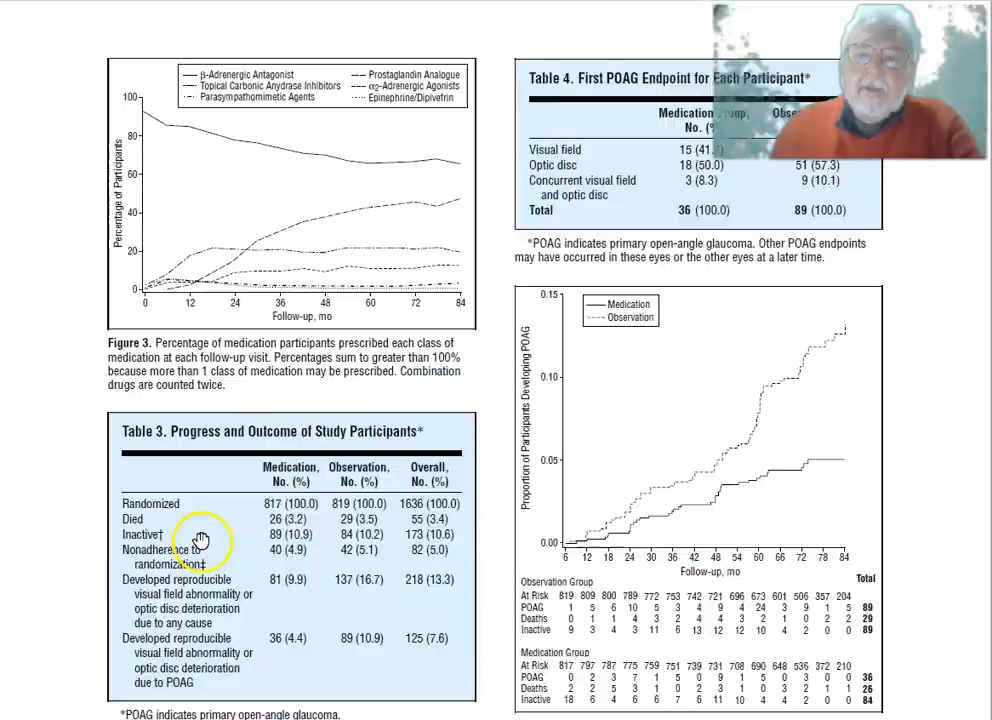 β-Adrenergic Antagonist
Topical Carbonic Anydrase Inhibitors
Parasympathomimetic Agents
Prostaglandin Analogue
α2-Adrenergic Agonists
Epinephrine/Dipivefrin
Percentage of Participants
100
80
60
40
20
0
0 12 24 36 48 60 72 84
Follow-up, mo
Figure 3. Percentage of medication participants prescribed each class of
medication at each follow-up visit. Percentages sum to greater than 100%
because more than 1 class of medication may be prescribed. Combination
drugs are counted twice.
Table 3. Progress and Outcome of Study Participants*
Medication, Observation, Overall,
No. (%) No. (%) No. (%)
Randomized 817 (100.0) 819 (100.0) 1636 (100.0)
Died 26 (3.2) 29 (3.5) 55 (3.4)
Inactive† 89 (10.9) 84 (10.2) 173 (10.6)
Nonadherence to 40 (4.9) 42 (5.1) 82 (5.0)
randomization‡
Developed reproducible 81 (9.9) 137 (16.7) 218 (13.3)
visual field abnormality or
optic disc deterioration
due to any cause
Developed reproducible 36 (4.4) 89 (10.9) 125 (7.6)
visual field abnormality or
optic disc deterioration
due to POAG
*POAG indicates primary open-angle glaucoma.
Table 4. First POAG Endpoint for Each Participant*
Medication
No.
Visual field 15
Optic disc 18 (50.0) 51 (57.3)
Concurrent visual field 3 (8.3) 9 (10.1)
and optic disc
Total 36 (100.0) 89 (100.0)
*POAG indicates primary open-angle glaucoma. Other POAG endpoints
may have occurred in these eyes or the other eyes at a later time.
Medication
Observation
Proportion of Participants Developing POAG
0.15
0.10
0.05
0.00
6 12 18 24 30 36 42 48 54 60 66 72 78 84
Follow-up, mo
Total
Observation Group
At Risk 819 809 800 789 772 753 742 721 696 673 601 506 357 204
POAG 1 5 6 10 5 3 4 9 4 24 3 9 1 5 89
Deaths 0 1 1 4 3 2 4 4 3 2 1 0 2 2 29
Inactive 9 3 4 3 11 6 13 12 12 10 4 2 0 0 89
Medication Group
At Risk 817 797 787 775 759 751 739 731 708 690 648 536 372 210
POAG 0 2 3 7 1 5 0 9 1 5 0 3 0 0 36
Deaths 2 2 5 3 1 0 2 3 1 0 3 2 1 1 26
Inactive 18 6 4 6 6 7 6 11 10 4 4 2 0 0 84